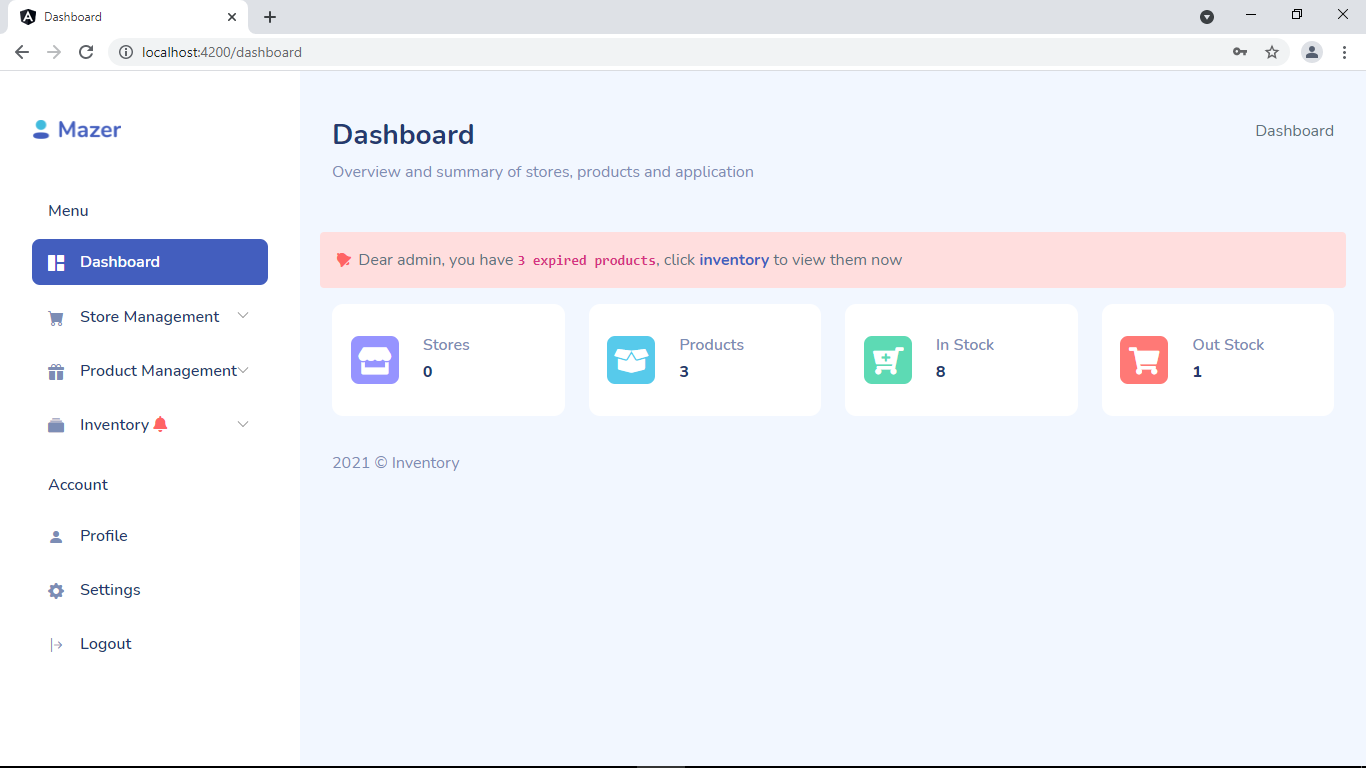 Dashboard
localhost:4200/dashboard
Mazer
Menu
Dashboard
Store Management
Product Management
Inventory
Account
Profile
Settings
Logout
Dashboard
Dashboard
Overview and summary of stores, products and application
Dear admin, you have 3 expired products, click inventory to view them now
Stores
0
Products
3
In Stock
8
Out Stock
1
2021 © Inventory